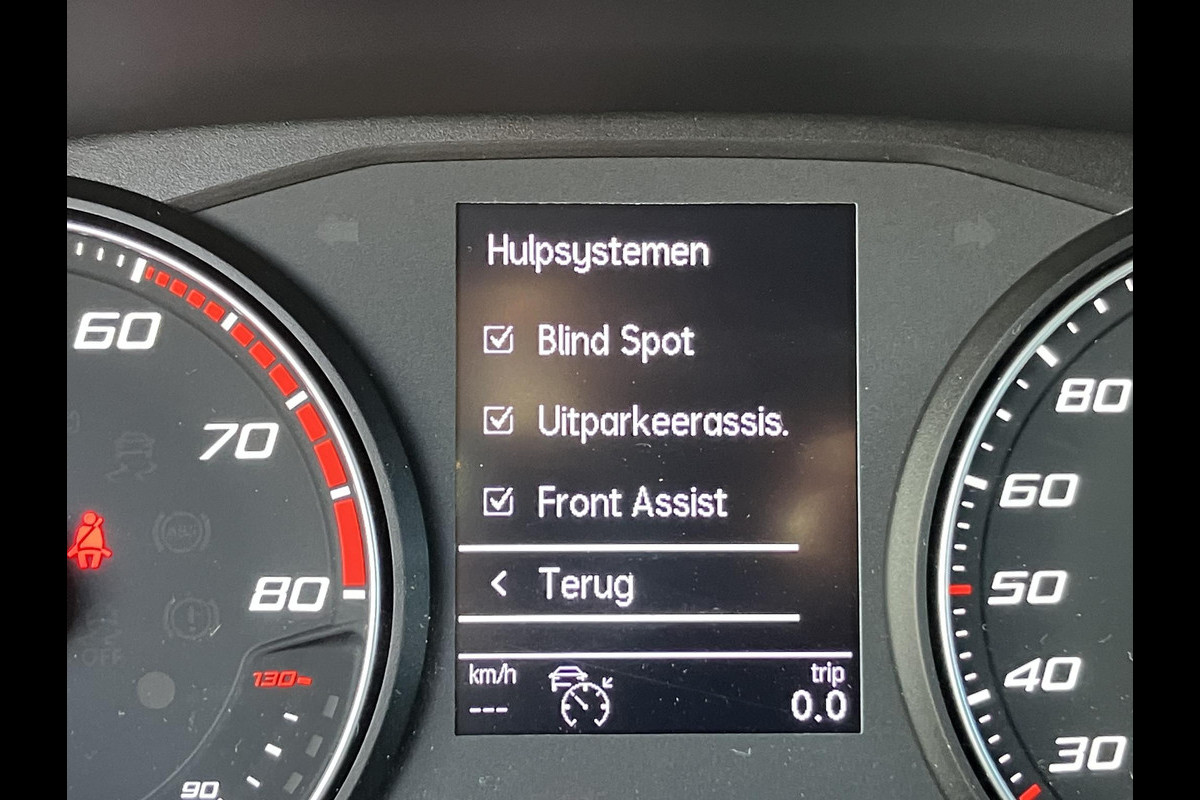 Hulpsystemen
Blind Spot
Uitparkeerassis.
Front Assist
< Terug
km/h
---
trip
0.0
60
70
80
130
90
80
60
50
40
30
OFF